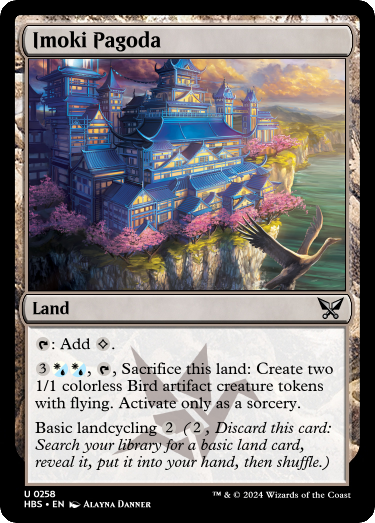 Imoki Pagoda
Land
: Add .
3 , , Sacrifice this land: Create two
1/1 colorless Bird artifact creature tokens
with flying. Activate only as a sorcery.
Basic landcycling 2 (2, Discard this card:
Search your library for a basic land card,
reveal it, put it into your hand, then shuffle.)
U 0258
HBS • EN Alayna Danner
™ & © 2024 Wizards of the Coast